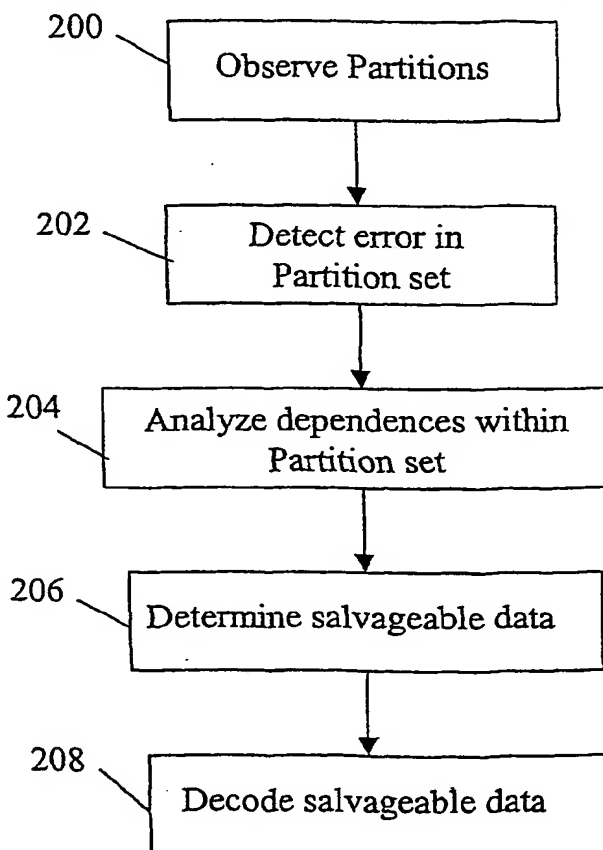 200
Observe Partitions
202
Detect error in
Partition set
204
Analyze dependences within
Partition set
206
Determine salvageable data
208
Decode salvageable data